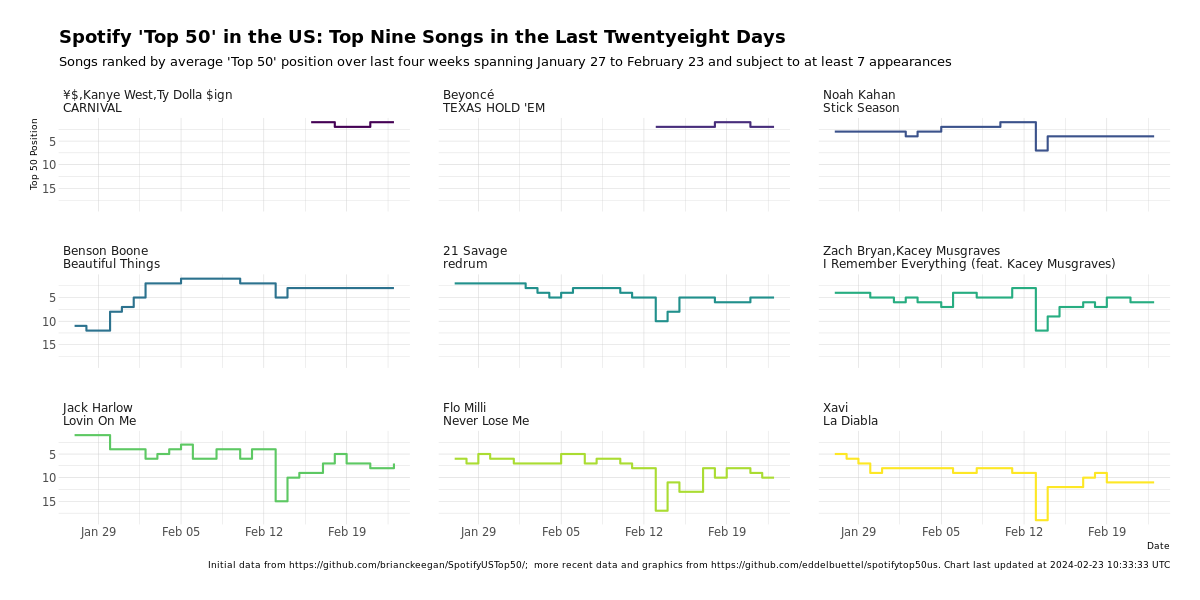 Spotify 'Top 50' in the US: Top Nine Songs in the Last Twentyeight Days
Songs ranked by average 'Top 50' position over last four weeks spanning January 27 to February 23 and subject to at least 7 appearances
¥$,Kanye West,Ty Dolla $ign
CARNIVAL
Beyoncé
TEXAS HOLD 'EM
Noah Kahan
Stick Season
Top 50 Position
5
10
15
Benson Boone
Beautiful Things
21 Savage
redrum
Zach Bryan,Kacey Musgraves
I Remember Everything (feat. Kacey Musgraves)
5
10
15
Jack Harlow
Lovin On Me
Flo Milli
Never Lose Me
Xavi
La Diabla
5
10
15
Jan 29 Feb 05 Feb 12 Feb 19
Jan 29 Feb 05 Feb 12 Feb 19
Jan 29 Feb 05 Feb 12 Feb 19
Date
Initial data from https://github.com/brianckeegan/SpotifyUSTop50/;  more recent data and graphics from https://github.com/eddelbuettel/spotifytop50us. Chart last updated at 2024-02-23 10:33:33 UTC